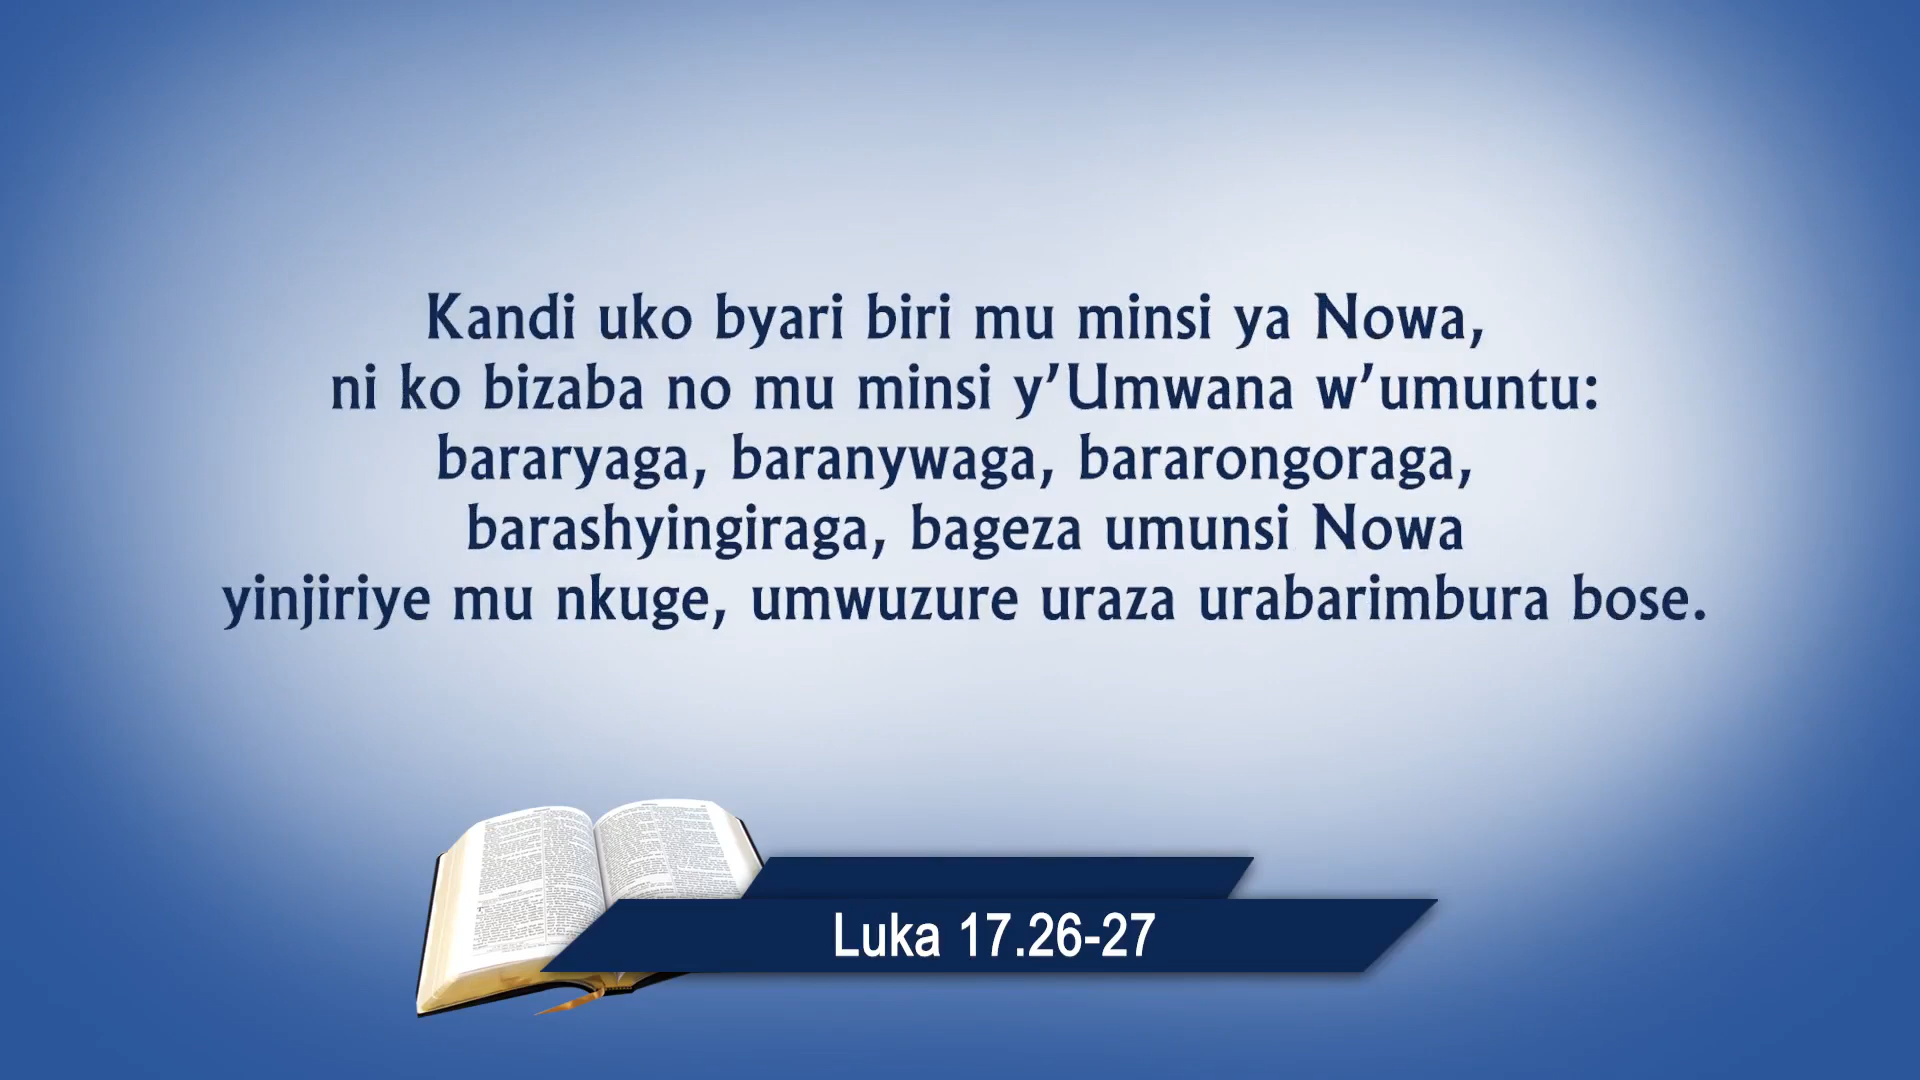 Kandi uko byari biri mu minsi ya Nowa,
ni ko bizaba no mu minsi y’Umwana w’umuntu:
bararyaga, baranywaga, bararongoraga,
barashyingiraga, bageza umunsi Nowa
yinjiriye mu nkuge, umwuzure uraza urabarimbura bose.
Luka 17.26-27